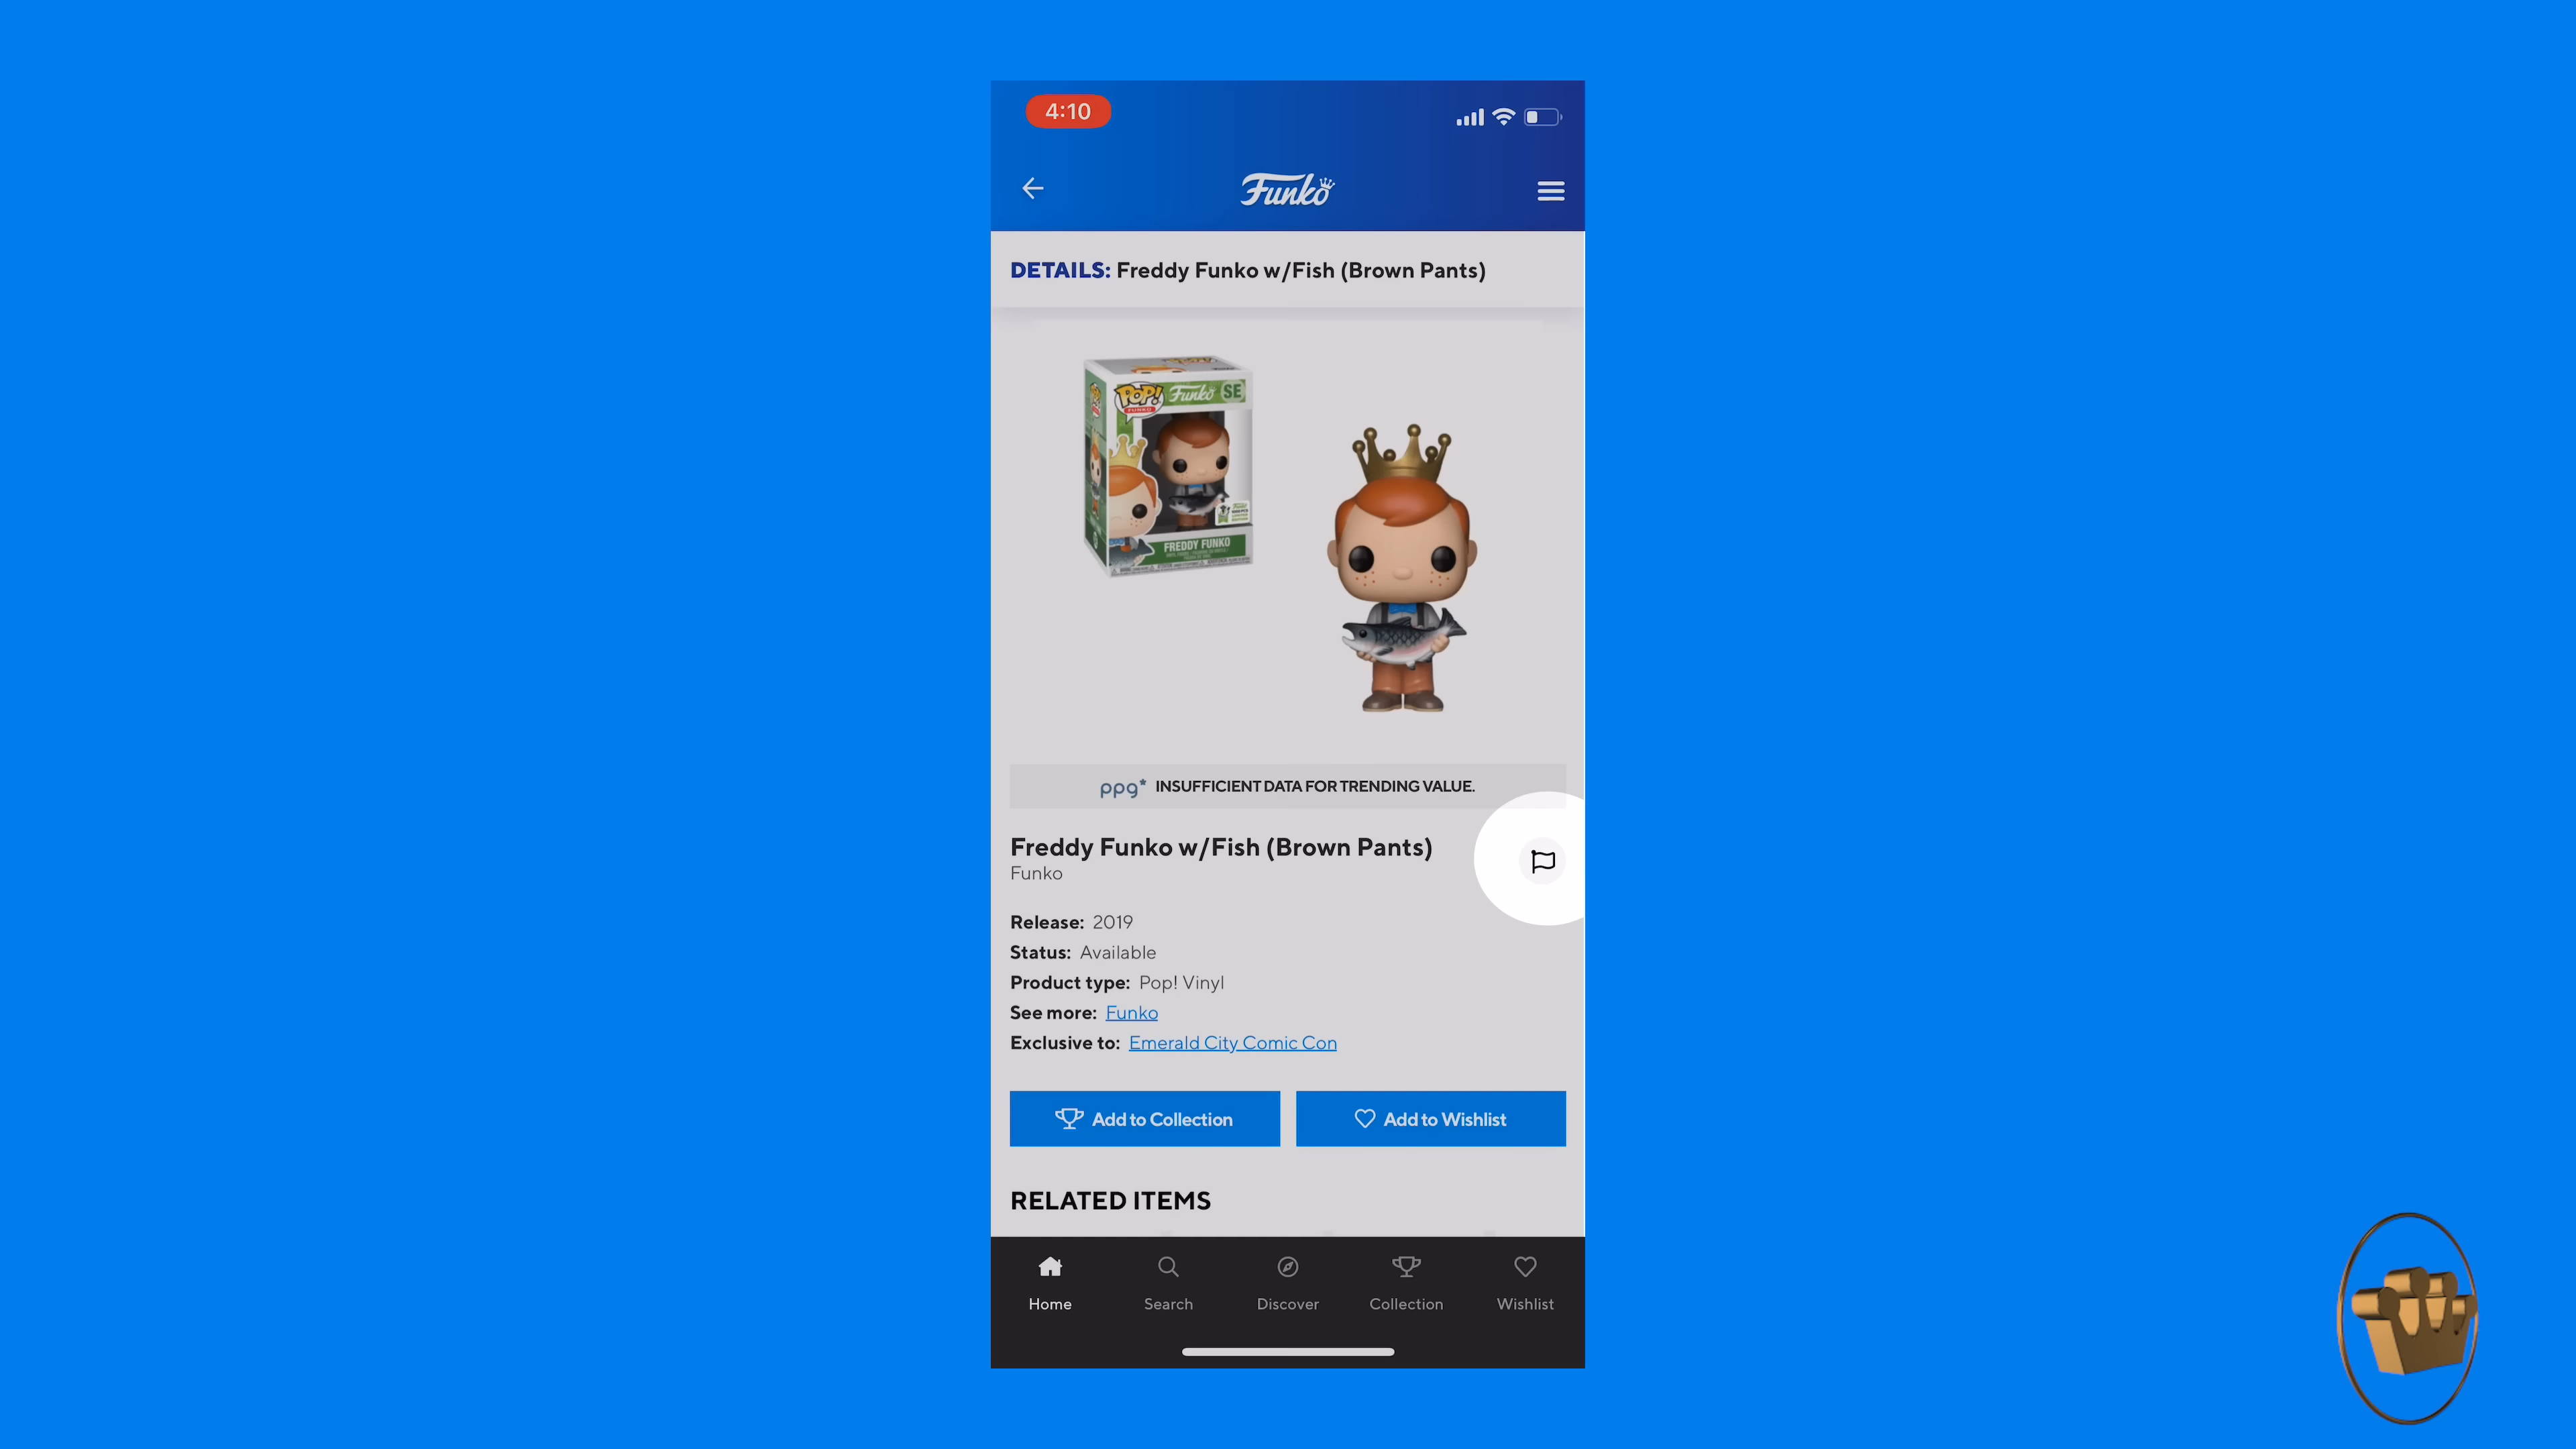 4:10
Funko
DETAILS: Freddy Funko w/Fish (Brown Pants)
POP! Funko SE
FUNKO
FREDDY FUNKO
ppg* INSUFFICIENT DATA FOR TRENDING VALUE.
Freddy Funko w/Fish (Brown Pants)
Funko
Release: 2019
Status: Available
Product type: Pop! Vinyl
See more: Funko
Exclusive to: Emerald City Comic Con
Add to Collection
Add to Wishlist
RELATED ITEMS
Home
Search
Discover
Collection
Wishlist